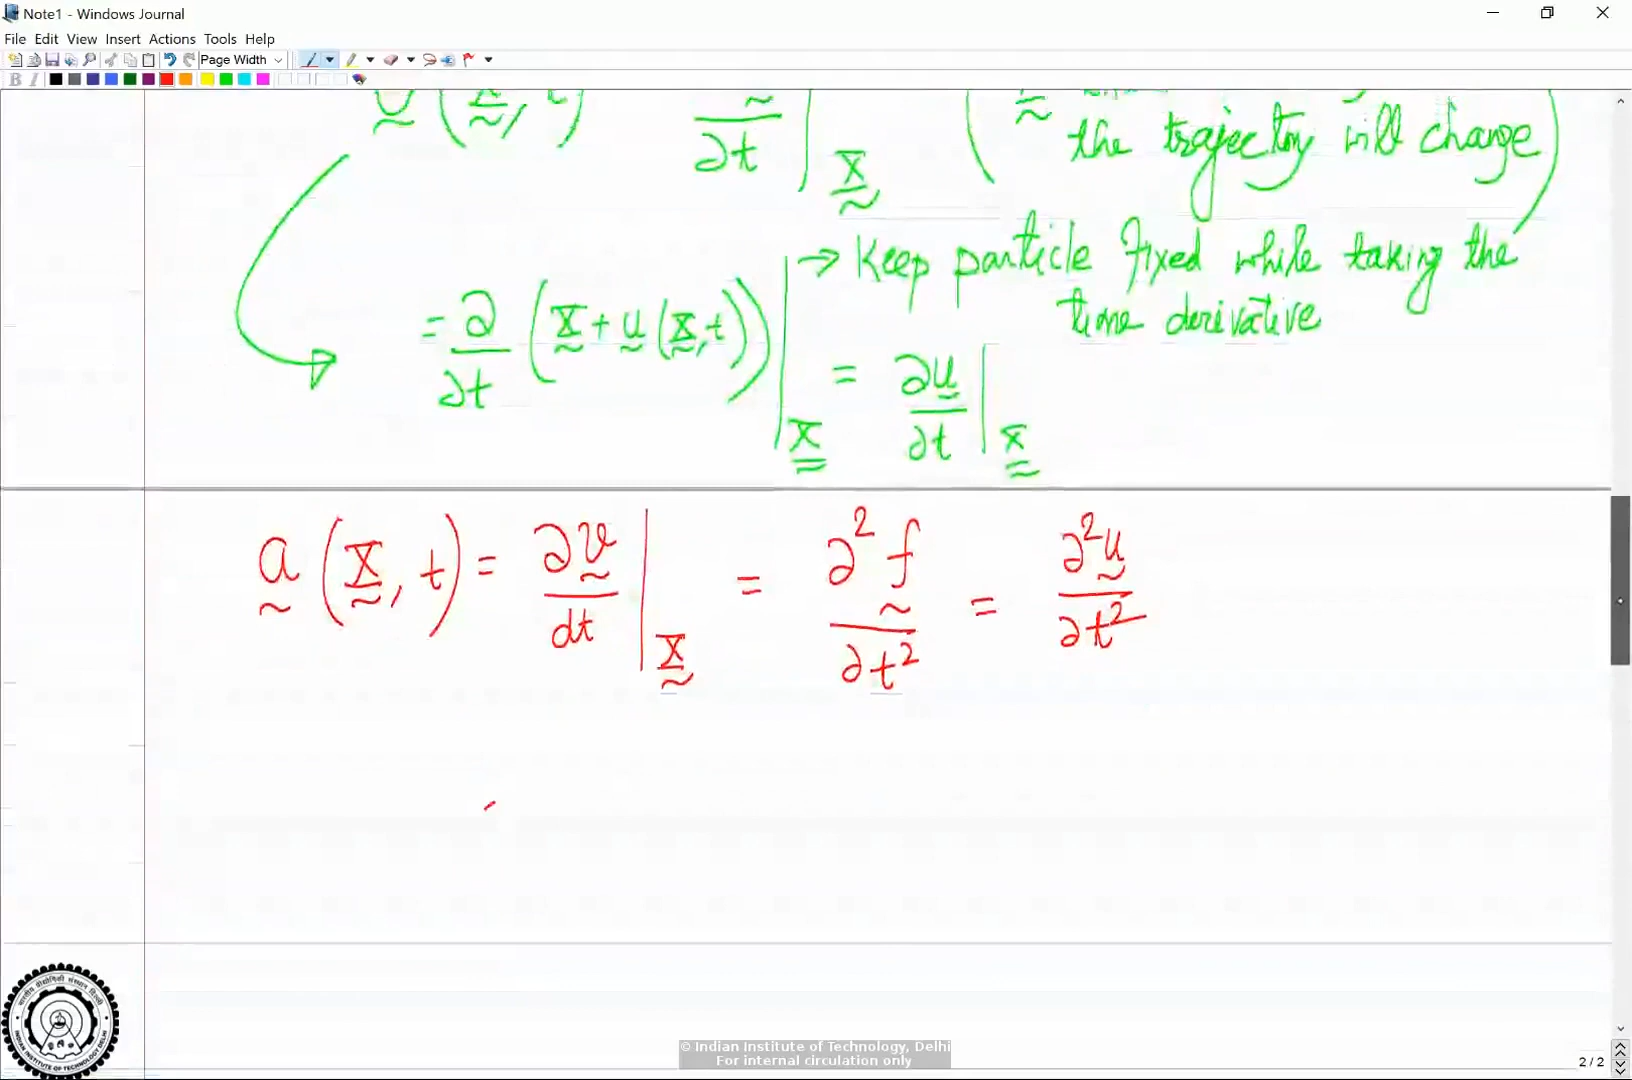 Note1 - Windows Journal
File Edit View Insert Actions Tools Help
Page Width
B I
the trajectory will change
∂t | X̰
→ Keep particle fixed while taking the
time derivative
= ∂/∂t (X̰ + ṵ(X̰,t))|X̰ = ∂ṵ/∂t |X̰
a̰ (X̰, t) = ∂ṽ/dt |X̰ = ∂²f̰/∂t² = ∂²ṵ/∂t²
© Indian Institute of Technology, Delhi
For internal circulation only
2 / 2